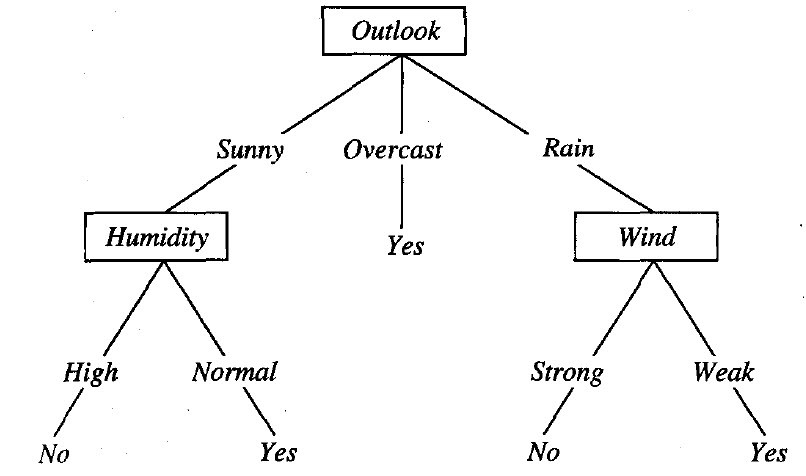 Outlook
Sunny Overcast Rain
Humidity Yes Wind
High Normal Strong Weak
No Yes No Yes